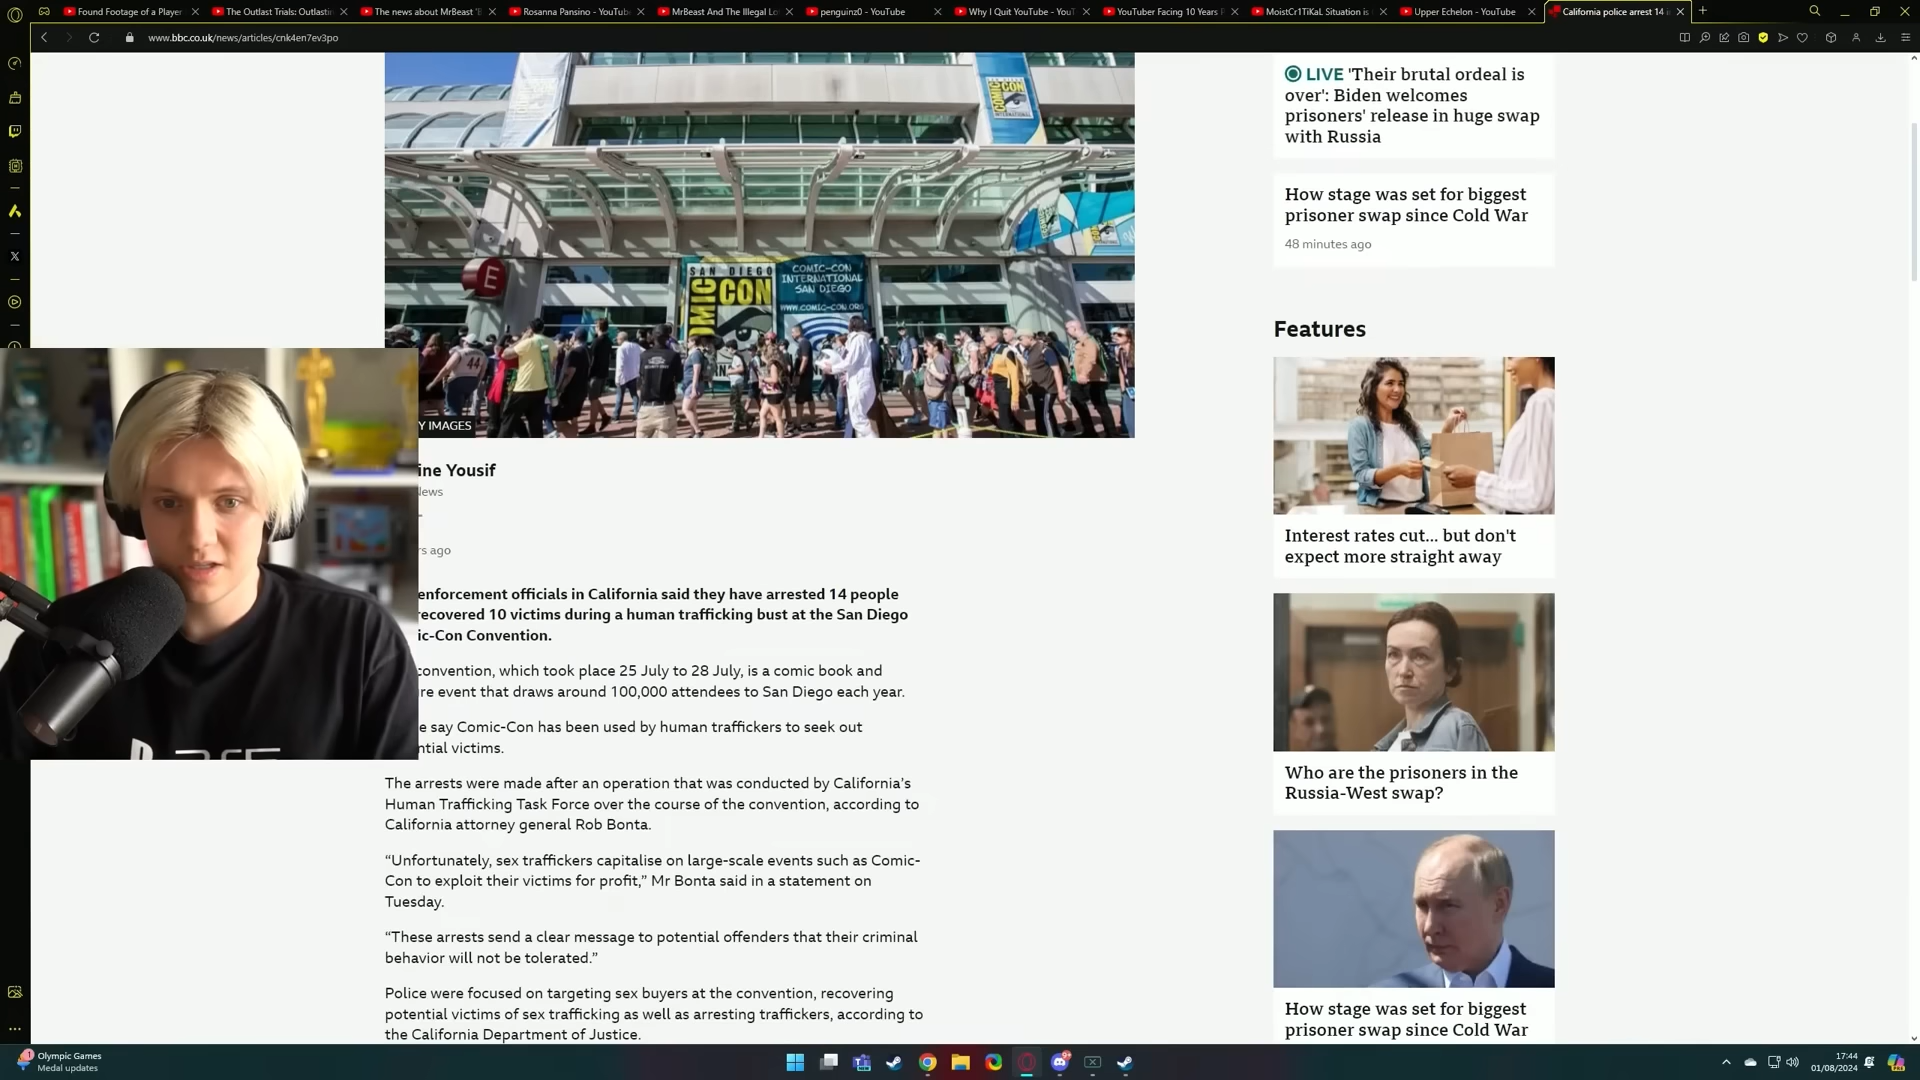 Found Footage of a Player
The Outlast Trials: Outlastin
The news about MrBeast
Rosanna Pansino - YouTube
MrBeast And The Illegal Lo
penguinz0 - YouTube
Why I Quit YouTube - YouT
YouTuber Facing 10 Years P
MoistCr1TiKaL Situation is
Upper Echelon - YouTube
California police arrest 14 i
www.bbc.co.uk/news/articles/cnk4en7ev3po
COMIC CON
E
SAN DIEGO
COMIC CON
COMIC-CON
INTERNATIONAL
SAN DIEGO
WWW.COMIC-CON.ORG
44
Y IMAGES
ine Yousif
News
rs ago
enforcement officials in California said they have arrested 14 people
recovered 10 victims during a human trafficking bust at the San Diego
ic-Con Convention.
convention, which took place 25 July to 28 July, is a comic book and
re event that draws around 100,000 attendees to San Diego each year.
e say Comic-Con has been used by human traffickers to seek out
ntial victims.
The arrests were made after an operation that was conducted by California's
Human Trafficking Task Force over the course of the convention, according to
California attorney general Rob Bonta.
“Unfortunately, sex traffickers capitalise on large-scale events such as Comic-
Con to exploit their victims for profit,” Mr Bonta said in a statement on
Tuesday.
“These arrests send a clear message to potential offenders that their criminal
behavior will not be tolerated.”
Police were focused on targeting sex buyers at the convention, recovering
potential victims of sex trafficking as well as arresting traffickers, according to
the California Department of Justice.
LIVE 'Their brutal ordeal is
over': Biden welcomes
prisoners' release in huge swap
with Russia
How stage was set for biggest
prisoner swap since Cold War
48 minutes ago
Features
Interest rates cut... but don't
expect more straight away
Who are the prisoners in the
Russia-West swap?
How stage was set for biggest
prisoner swap since Cold War
1
Olympic Games
Medal updates
9+
17:44
01/08/2024